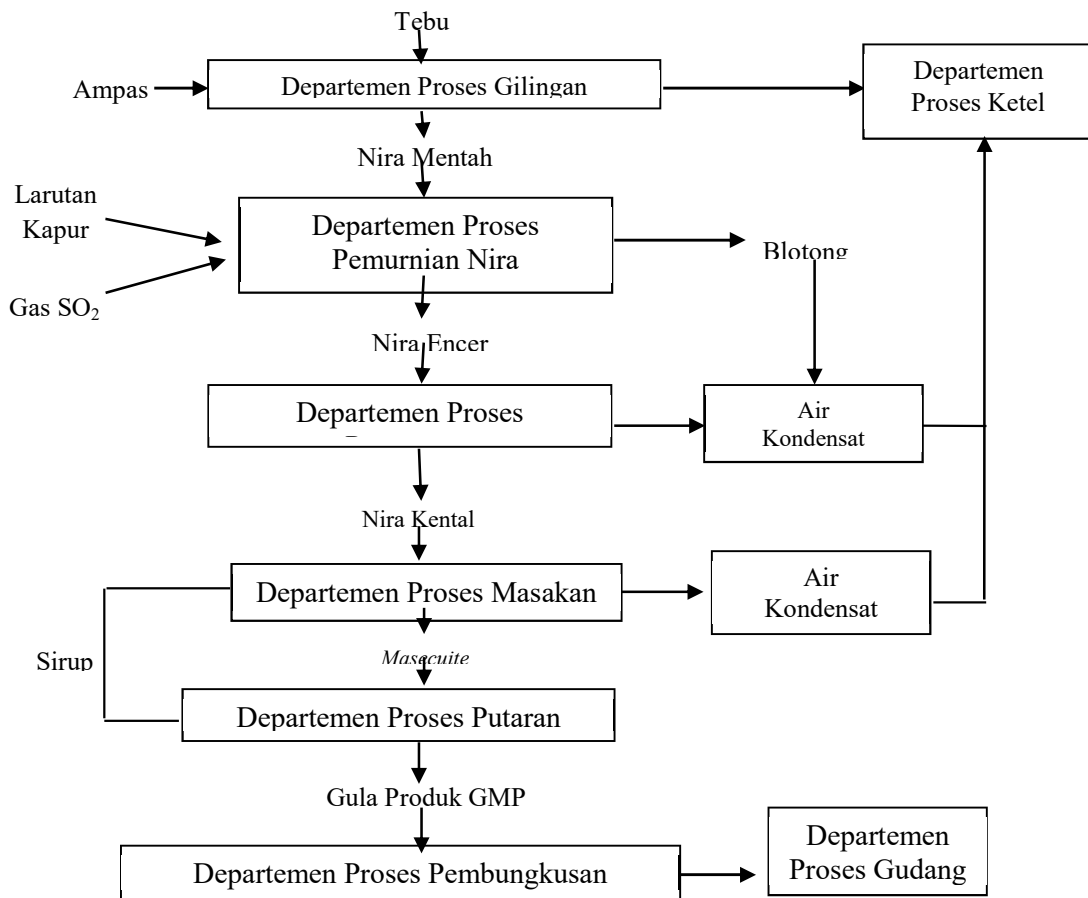 Tebu
Departemen
Proses Ketel
Ampas
Departemen Proses Gilingan
Nira Mentah
Larutan
Kapur
Departemen Proses
Pemurnian Nira
Blotong
Gas SO₂
Nira Encer
Departemen Proses
Air
Kondensat
Nira Kental
Departemen Proses Masakan
Air
Kondensat
Sirup
Masecuite
Departemen Proses Putaran
Gula Produk GMP
Departemen Proses Pembungkusan
Departemen
Proses Gudang